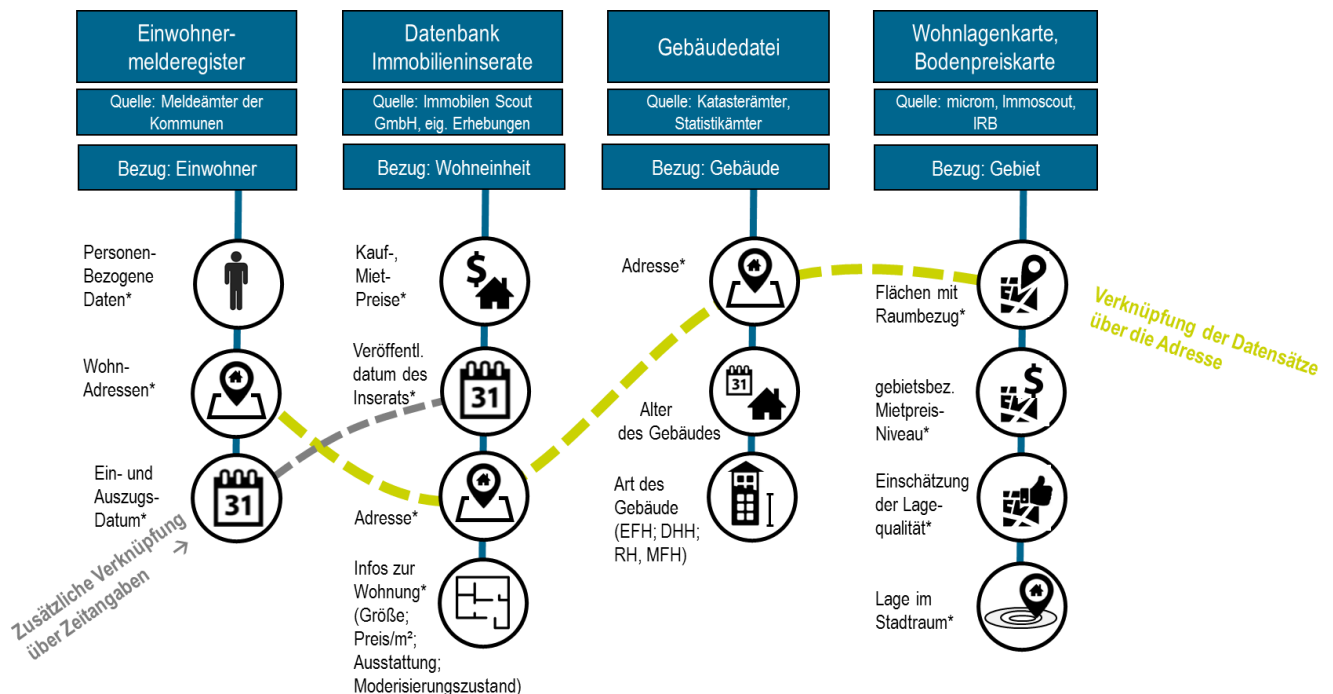 Einwohner-
melderegister
Quelle: Meldeämter der
Kommunen
Bezug: Einwohner
Personen-
Bezogene
Daten*
Wohn-
Adressen*
Ein- und
Auszugs-
Datum*
31
Zusätzliche Verknüpfung
über Zeitangaben
Datenbank
Immobilieninserate
Quelle: Immobilen Scout
GmbH, eig. Erhebungen
Bezug: Wohneinheit
Kauf-,
Miet-
Preise*
$
Veröffentl.
datum des
Inserats*
31
Adresse*
Infos zur
Wohnung*
(Größe;
Preis/m²;
Ausstattung;
Moderisierungszustand)
Gebäudedatei
Quelle: Katasterämter,
Statistikämter
Bezug: Gebäude
Adresse*
31
Alter
des Gebäudes
Art des
Gebäude
(EFH; DHH;
RH, MFH)
Wohnlagenkarte,
Bodenpreiskarte
Quelle: microm, Immoscout,
IRB
Bezug: Gebiet
Flächen mit
Raumbezug*
gebietsbez.
Mietpreis-
Niveau*
$
Einschätzung
der Lage-
qualität*
Lage im
Stadtraum*
Verknüpfung der Datensätze
über die Adresse